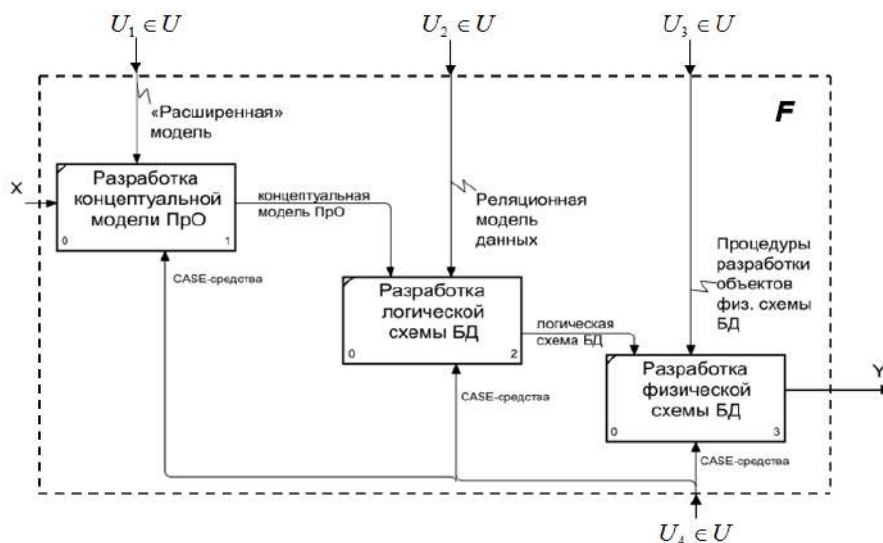 U₁ ∈ U
U₂ ∈ U
U₃ ∈ U
F
«Расширенная»
модель
X
Разработка
концептуальной
модели ПрО
0 1
концептуальная
модель ПрО
Реляционная
модель
данных
CASE-средства
Разработка
логической
схемы БД
0 2
логическая
схема БД
Процедуры
разработки
объектов
физ. схемы
БД
Разработка
физической
схемы БД
0 3
Y
CASE-средства
CASE-средства
U₄ ∈ U